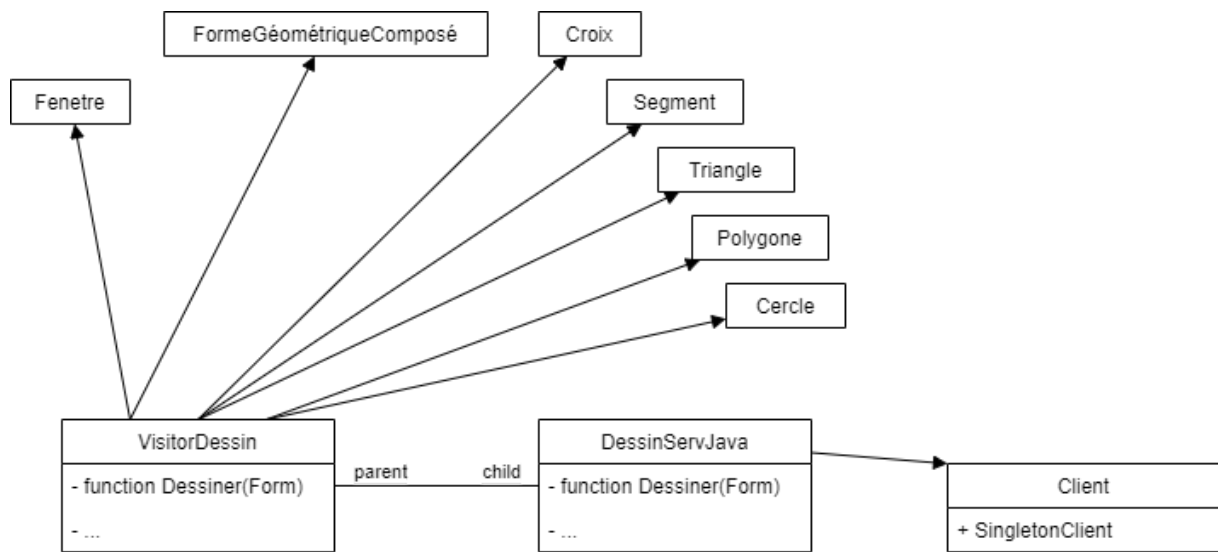 FormeGéométriqueComposé
Croix
Fenetre
Segment
Triangle
Polygone
Cercle
VisitorDessin
- function Dessiner(Form)
- ...
parent
child
DessinServJava
- function Dessiner(Form)
- ...
Client
+ SingletonClient